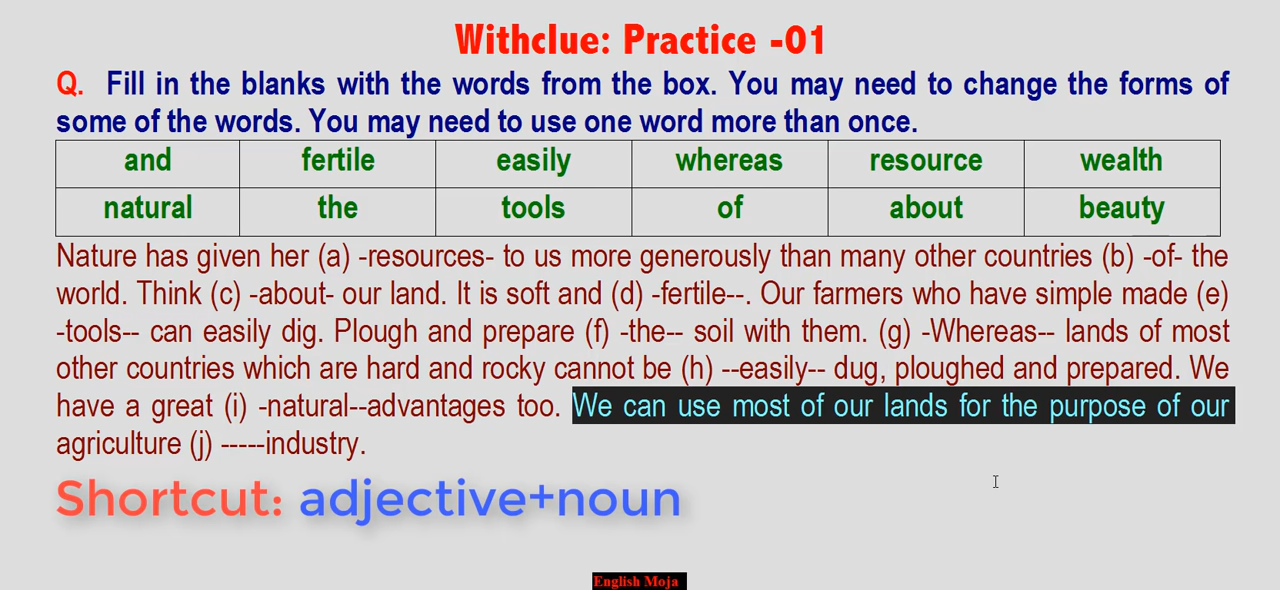 Withclue: Practice -01
Q. Fill in the blanks with the words from the box. You may need to change the forms of
some of the words. You may need to use one word more than once.
and fertile easily whereas resource wealth
natural the tools of about beauty
Nature has given her (a) -resources- to us more generously than many other countries (b) -of- the
world. Think (c) -about- our land. It is soft and (d) -fertile--. Our farmers who have simple made (e)
-tools-- can easily dig. Plough and prepare (f) -the-- soil with them. (g) -Whereas-- lands of most
other countries which are hard and rocky cannot be (h) --easily-- dug, ploughed and prepared. We
have a great (i) -natural--advantages too. We can use most of our lands for the purpose of our
agriculture (j) -----industry.
Shortcut: adjective+noun
English Moja